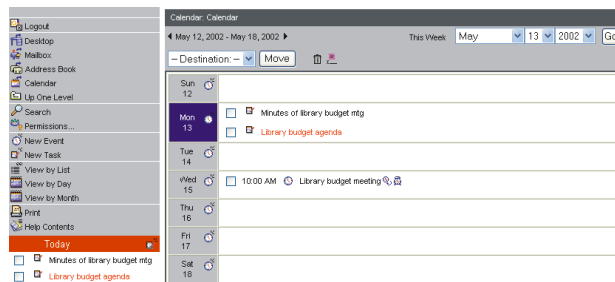 Logout
Desktop
Mailbox
Address Book
Calendar
Up One Level
Search
Permissions...
New Event
New Task
View by List
View by Day
View by Month
Print
Help Contents
Today
Minutes of library budget mtg
Library budget agenda
Calendar: Calendar
May 12, 2002 - May 18, 2002
This Week May 13 2002 Go
– Destination: – Move
Sun
12
Mon
13
Minutes of library budget mtg
Library budget agenda
Tue
14
Wed
15
10:00 AM Library budget meeting
Thu
16
Fri
17
Sat
18